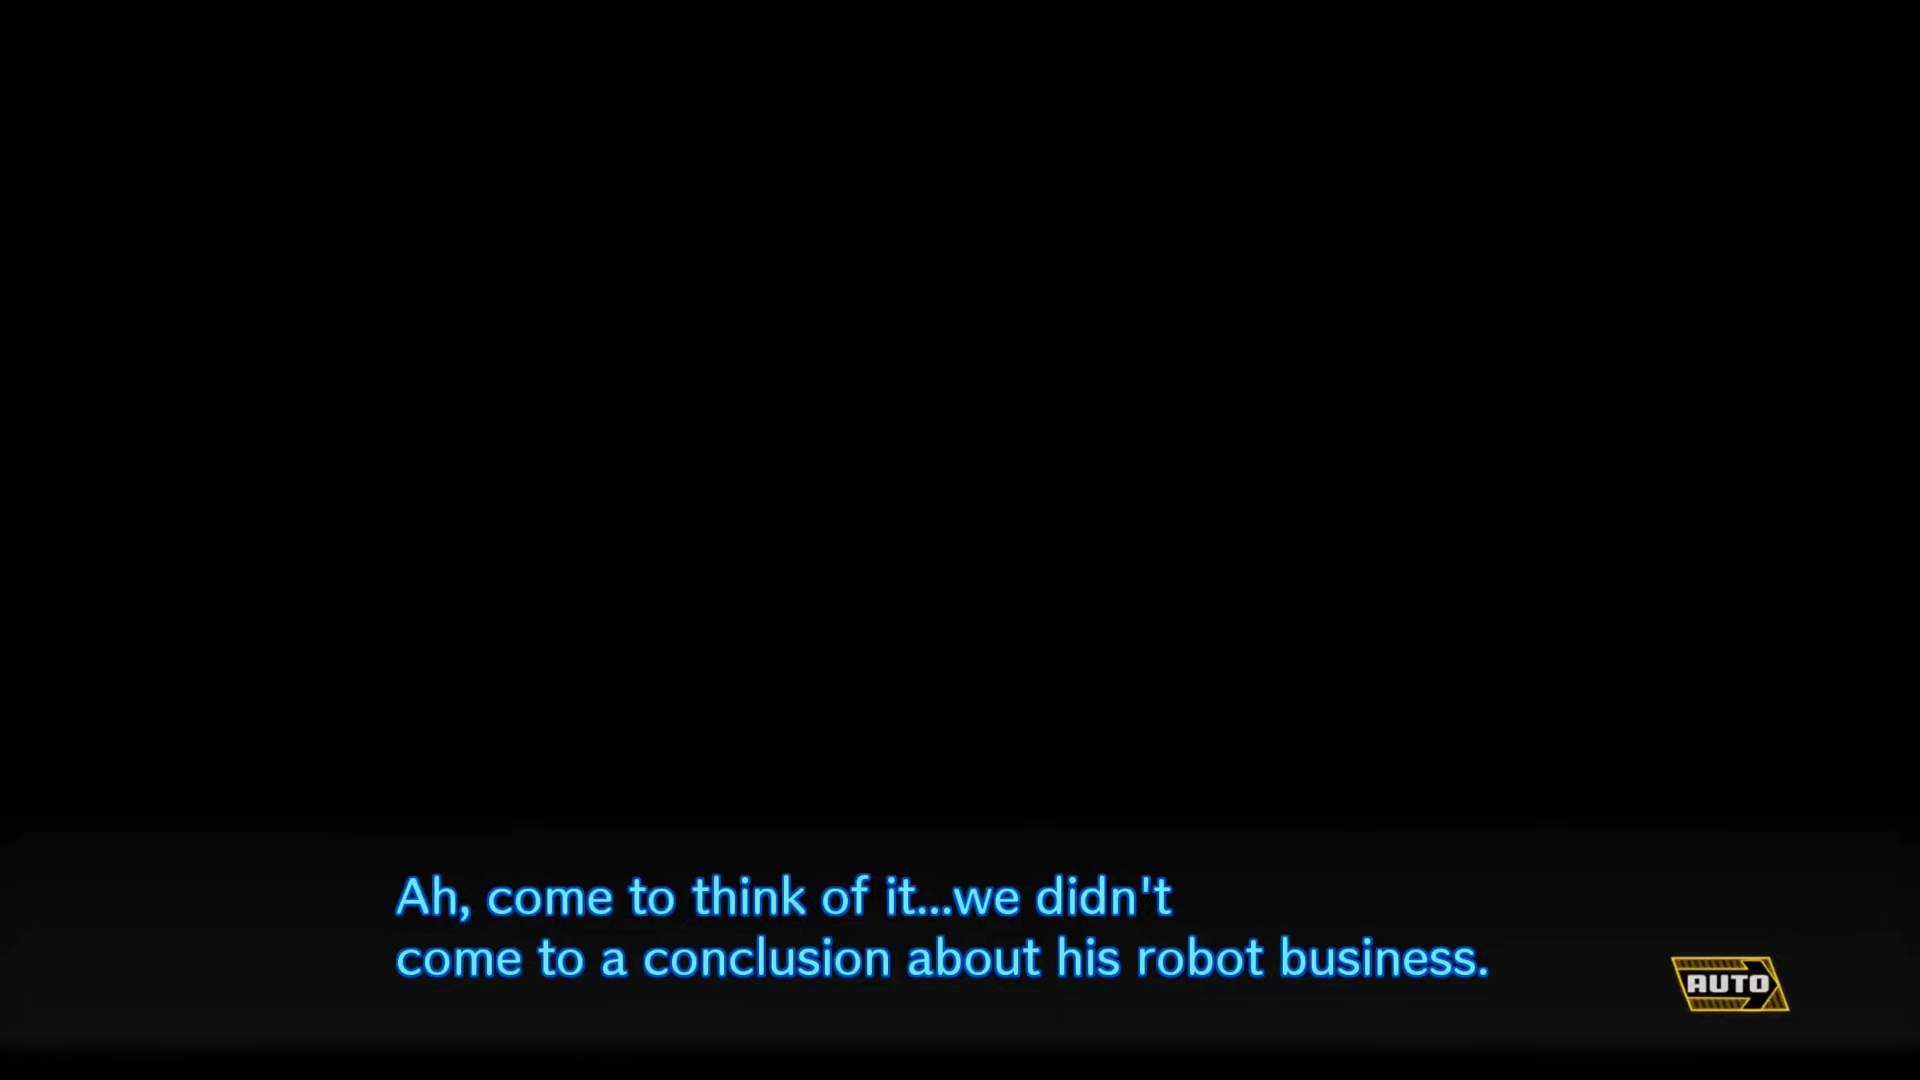 Ah, come to think of it...we didn't
come to a conclusion about his robot business.
AUTO